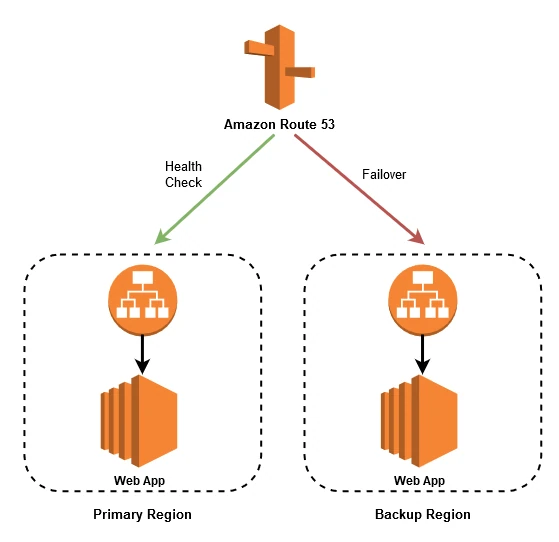 Amazon Route 53
Health
Check
Failover
Web App
Web App
Primary Region
Backup Region